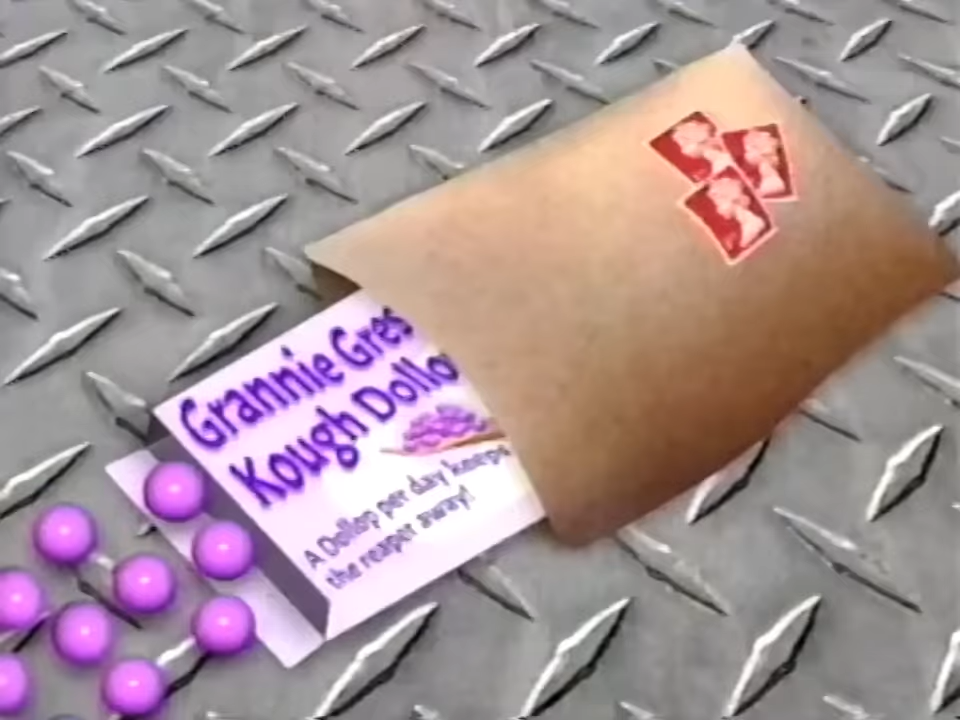 Grannie Gres
Kough Dollo
A Dollop per day keeps
the reaper away!